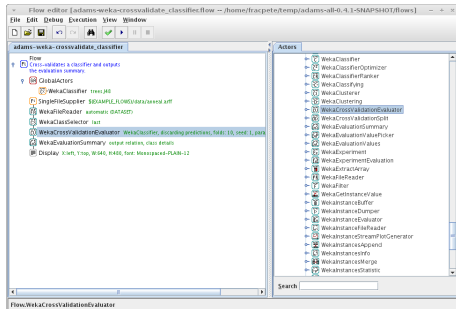 Flow editor [adams-weka-crossvalidate_classifier.flow — /home/fracpete/temp/adams-all-0.4.1-SNAPSHOT/flows]
File Edit Debug Execution View Window
adams-weka-crossvalidate_classifier
Flow
Cross-validates a classifier and outputs
the evaluation summary.
GlobalActors
WekaClassifier trees.J48
SingleFileSupplier ${EXAMPLE_FLOWS}/data/anneal.arff
WekaFileReader automatic (DATASET)
WekaClassSelector last
WekaCrossValidationEvaluator WekaClassifier, discarding predictions, folds: 10, seed: 1, para
WekaEvaluationSummary output relation, class details
Display X:left, Y:top, W:640, H:480, font: Monospaced-PLAIN-12
Actors
WekaClassifier
WekaClassifierOptimizer
WekaClassifierRanker
WekaClassifying
WekaClusterer
WekaClustering
WekaCrossValidationEvaluator
WekaCrossValidationSplit
WekaEvaluationSummary
WekaEvaluationValuePicker
WekaEvaluationValues
WekaExperiment
WekaExperimentEvaluation
WekaExtractArray
WekaFileReader
WekaFilter
WekaGetInstanceValue
WekaInstanceBuffer
WekaInstanceDumper
WekaInstanceEvaluator
WekaInstanceFileReader
WekaInstanceStreamPlotGenerator
WekaInstancesAppend
WekaInstancesInfo
WekaInstancesMerge
WekaInstancesStatistic
Search
Flow.WekaCrossValidationEvaluator